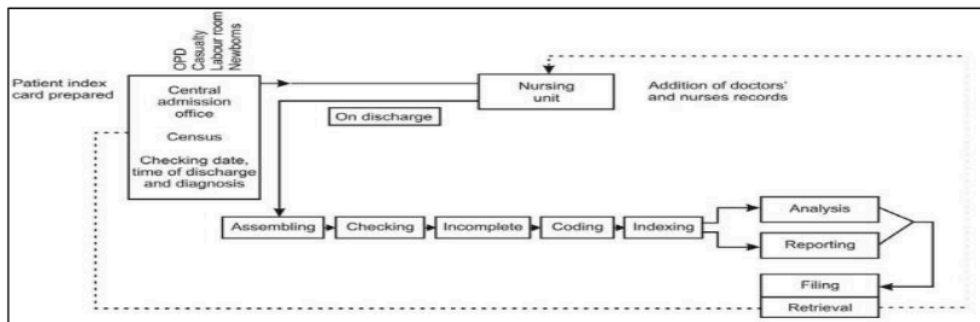 OPD
Casualty
Labour room
Newborns
Patient index
card prepared
Central
admission
office
Census
Checking date,
time of discharge
and diagnosis
Nursing
unit
Addition of doctors'
and nurses records
On discharge
Assembling
Checking
Incomplete
Coding
Indexing
Analysis
Reporting
Filing
Retrieval